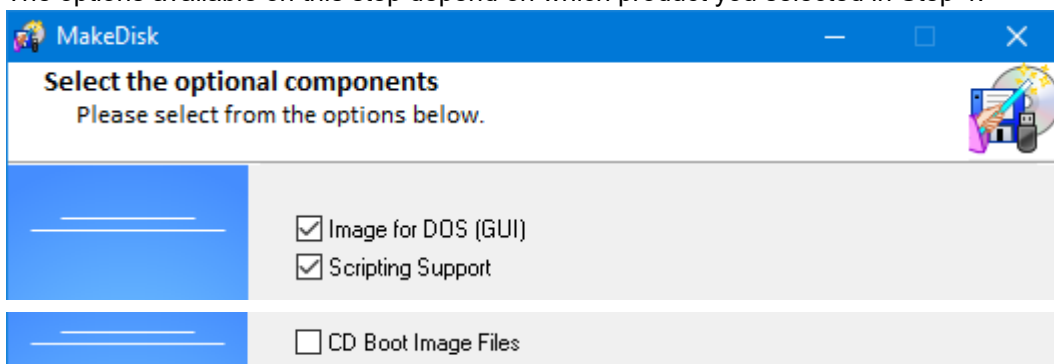 The options available on this step depend on which product you selected in Step 4.
MakeDisk
Select the optional components
Please select from the options below.
Image for DOS (GUI)
Scripting Support
CD Boot Image Files